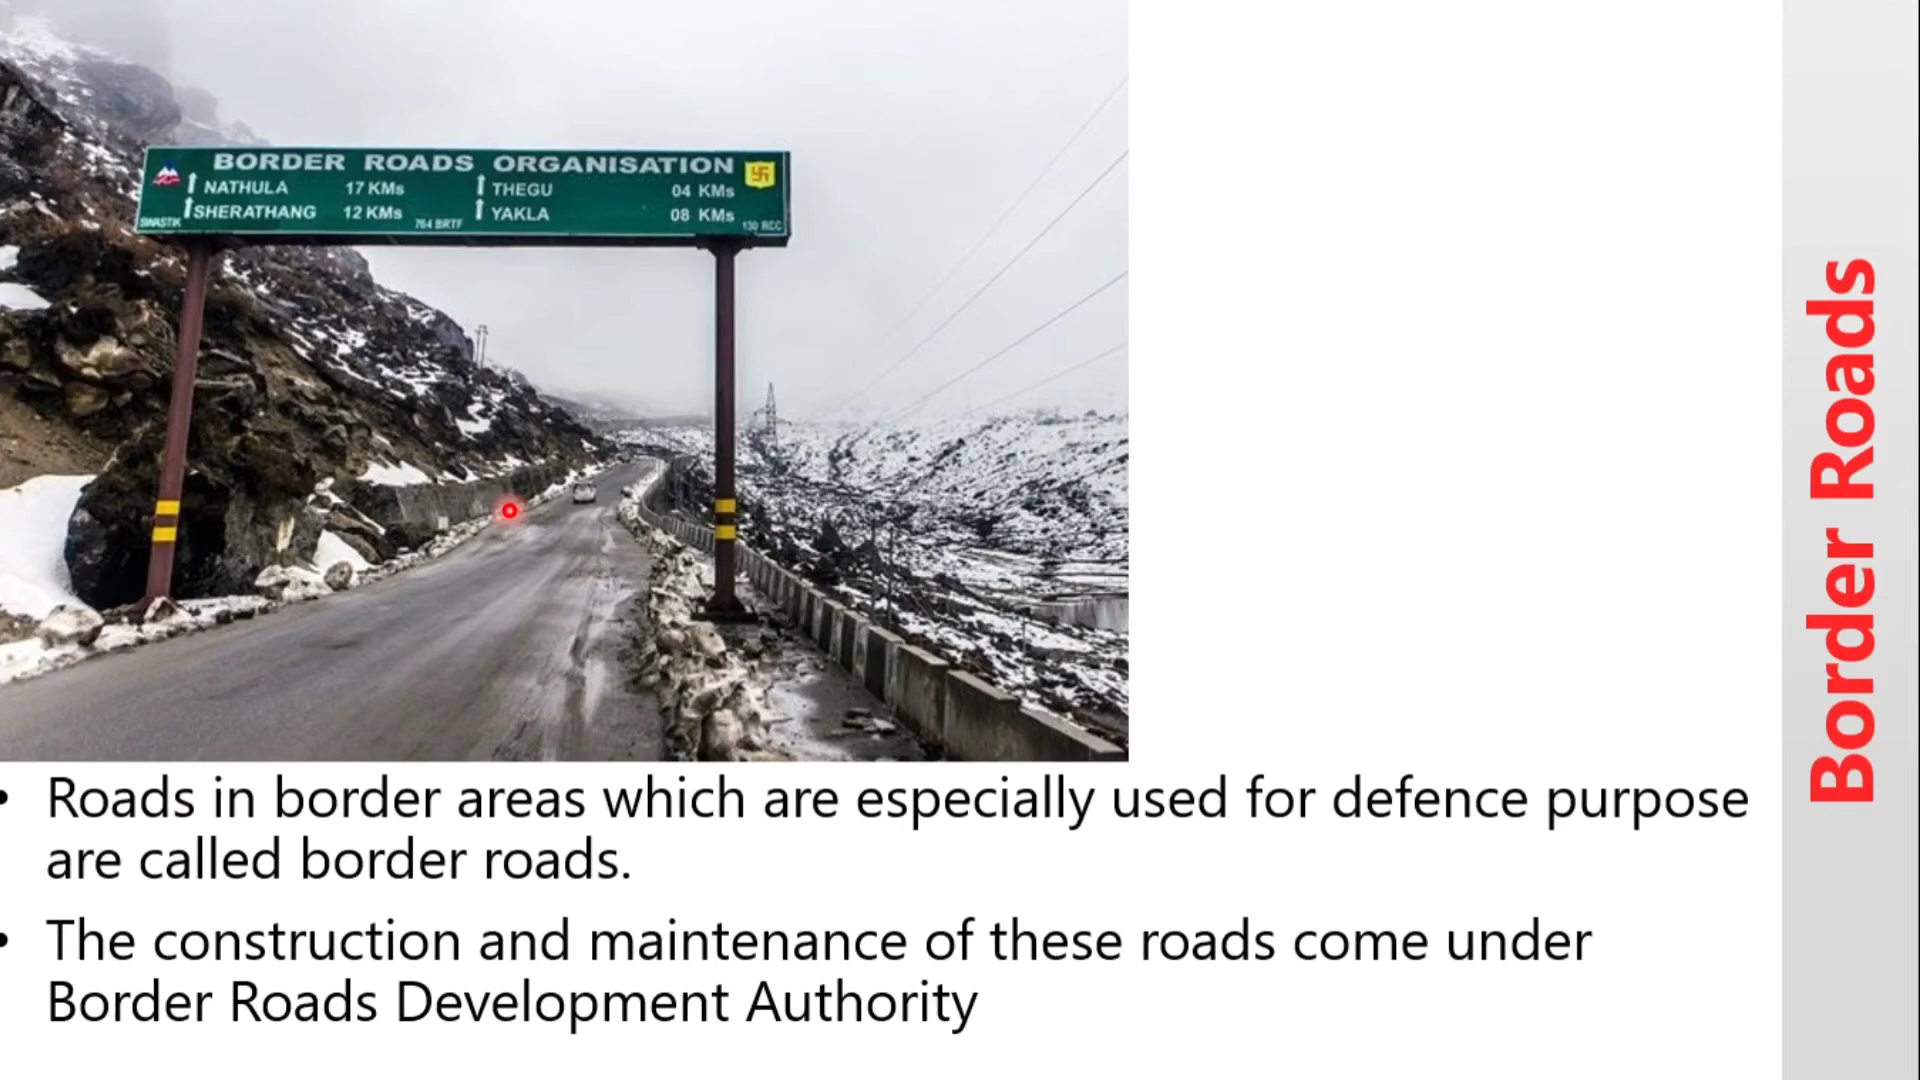 BORDER ROADS ORGANISATION
NATHULA 17 KMs THEGU 04 KMs
SHERATHANG 12 KMs YAKLA 08 KMs
SWASTIK 764 BRTF 130 RCC
• Roads in border areas which are especially used for defence purpose
are called border roads.
• The construction and maintenance of these roads come under
Border Roads Development Authority
Border Roads